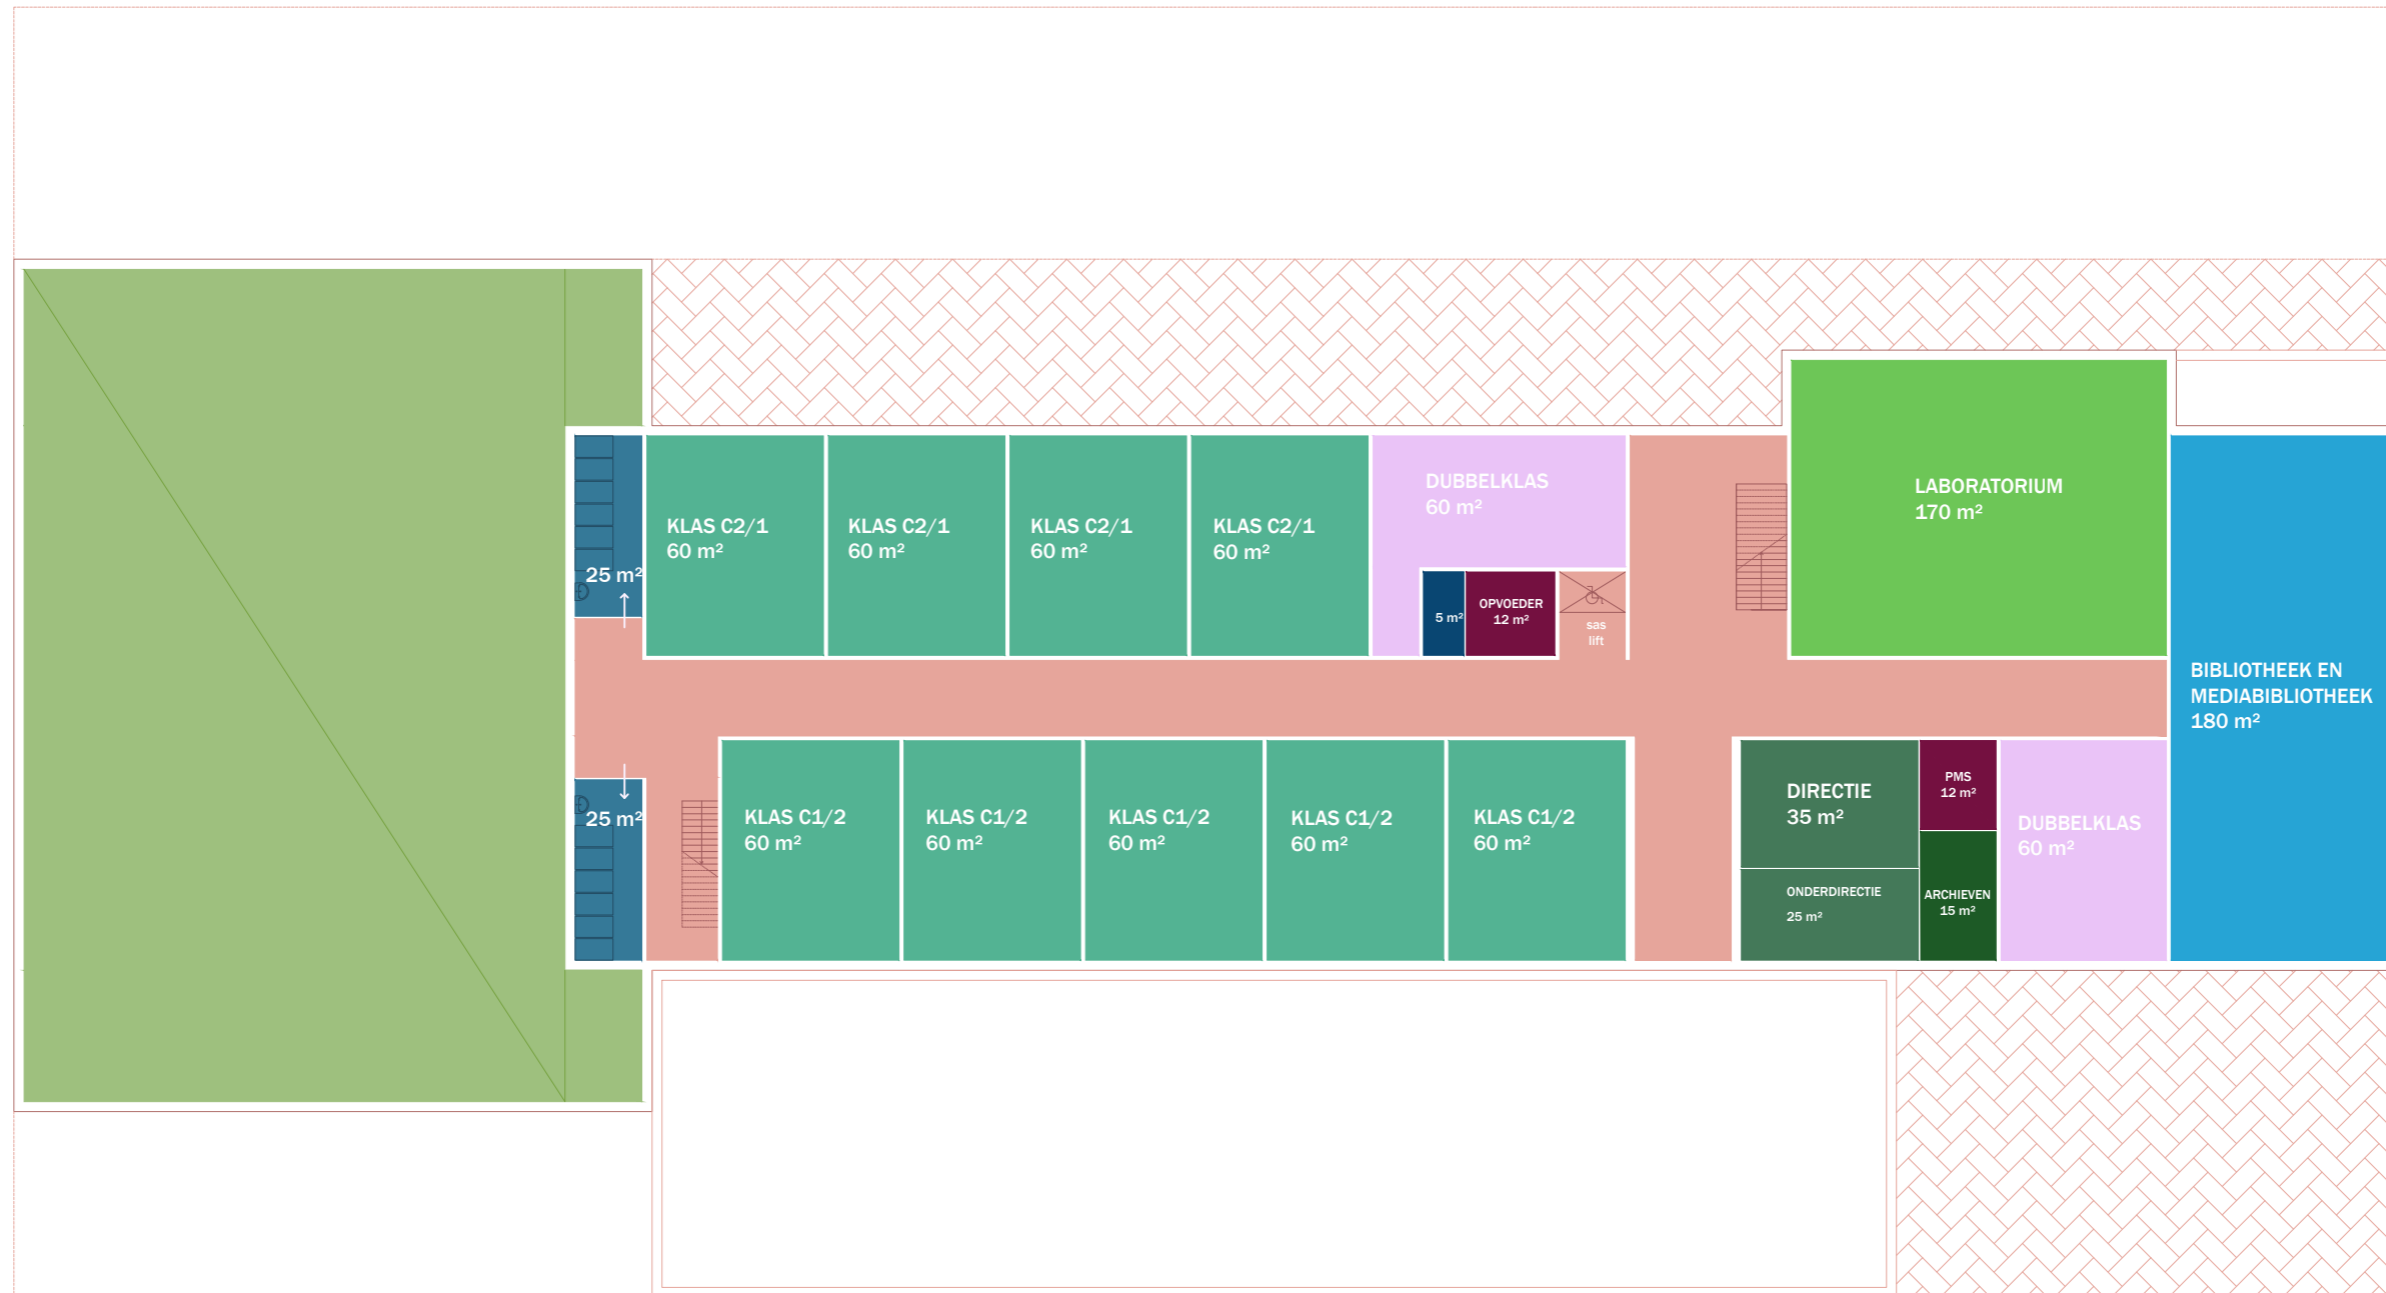 KLAS C2/1
60 m²
KLAS C2/1
60 m²
KLAS C2/1
60 m²
KLAS C2/1
60 m²
DUBBELKLAS
60 m²
LABORATORIUM
170 m²
25 m²
5 m²
OPVOEDER
12 m²
sas
lift
BIBLIOTHEEK EN
MEDIABIBLIOTHEEK
180 m²
25 m²
KLAS C1/2
60 m²
KLAS C1/2
60 m²
KLAS C1/2
60 m²
KLAS C1/2
60 m²
KLAS C1/2
60 m²
DIRECTIE
35 m²
PMS
12 m²
DUBBELKLAS
60 m²
ONDERDIRECTIE
25 m²
ARCHIEVEN
15 m²